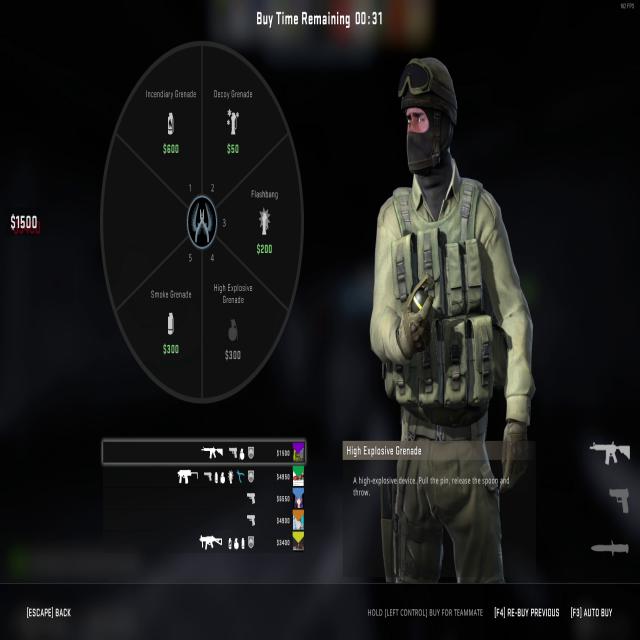 Buy Time Remaining 00:31
Incendiary Grenade
$600
Decoy Grenade
$50
$1500
1
2
3
4
5
Flashbang
$200
Smoke Grenade
$300
High Explosive
Grenade
$300
$1500
$4950
$5550
$4900
$3400
High Explosive Grenade
A high-explosive device. Pull the pin, release the spoon and
throw.
[ESCAPE] BACK
HOLD [LEFT CONTROL] BUY FOR TEAMMATE
[F4] RE-BUY PREVIOUS
[F3] AUTO BUY